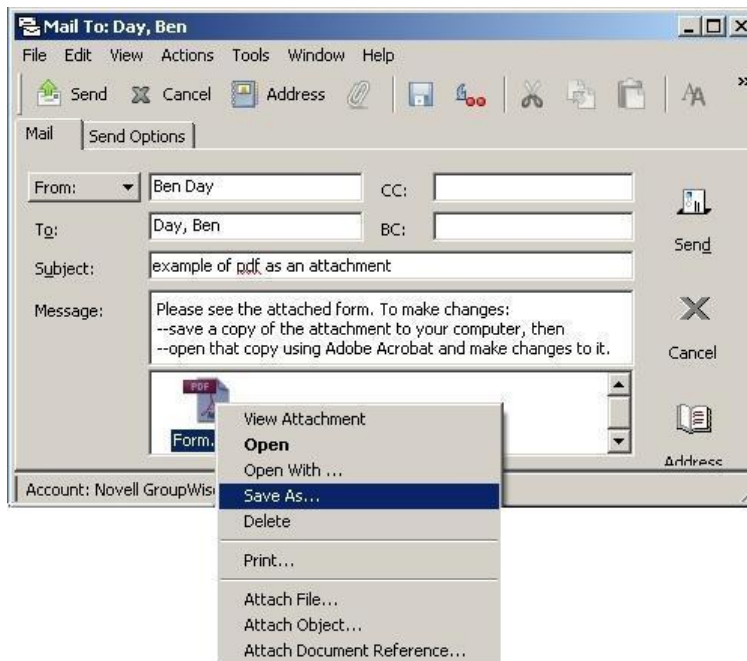 Mail To: Day, Ben
File Edit View Actions Tools Window Help
Send Cancel Address
Mail Send Options
From: Ben Day CC:
To: Day, Ben BC:
Send
Subject: example of pdf as an attachment
Message: Please see the attached form. To make changes:
--save a copy of the attachment to your computer, then
--open that copy using Adobe Acrobat and make changes to it.
Cancel
PDF
Form.
View Attachment
Open
Open With ...
Address
Account: Novell GroupWis
Save As...
Delete
Print...
Attach File...
Attach Object...
Attach Document Reference...